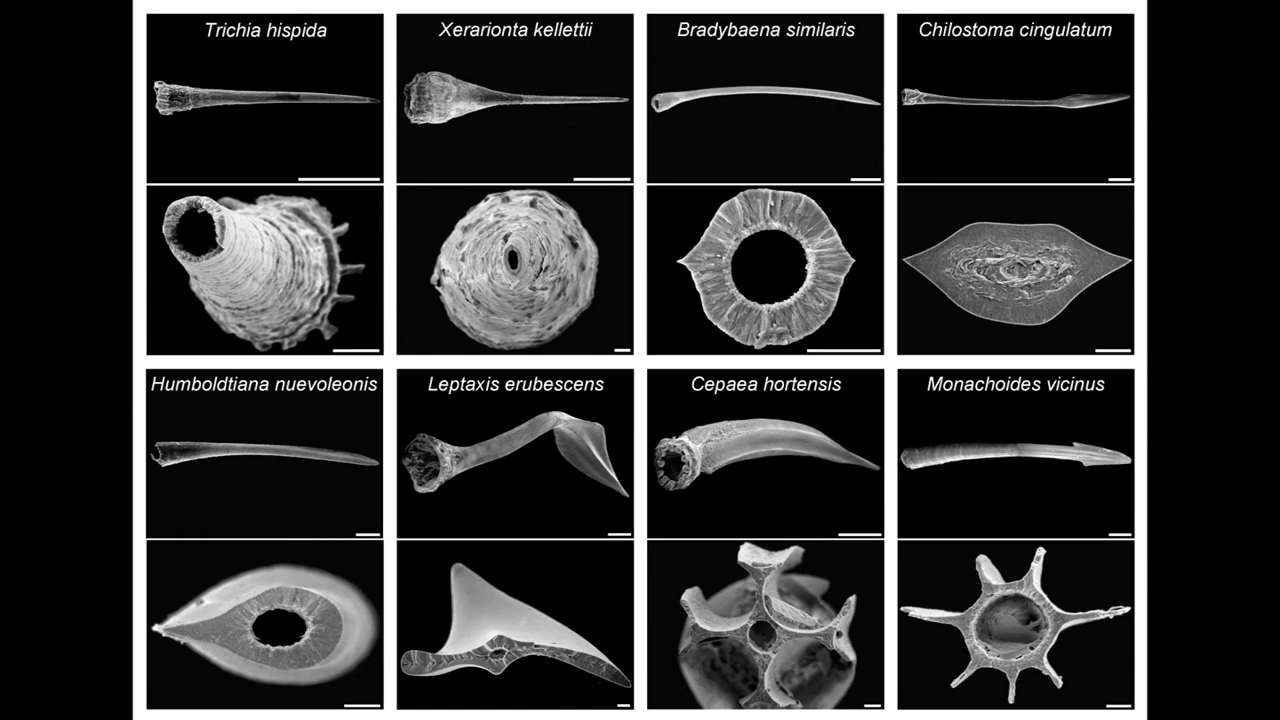 Trichia hispida
Xerarionta kellettii
Bradybaena similaris
Chilostoma cingulatum
Humboldtiana nuevoleonis
Leptaxis erubescens
Cepaea hortensis
Monachoides vicinus